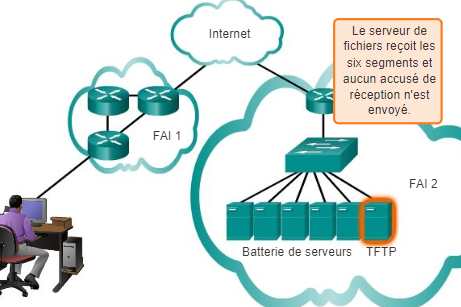 Internet
Le serveur de
fichiers reçoit les
six segments et
aucun accusé de
réception n'est
envoyé.
FAI 1
FAI 2
Batterie de serveurs
TFTP